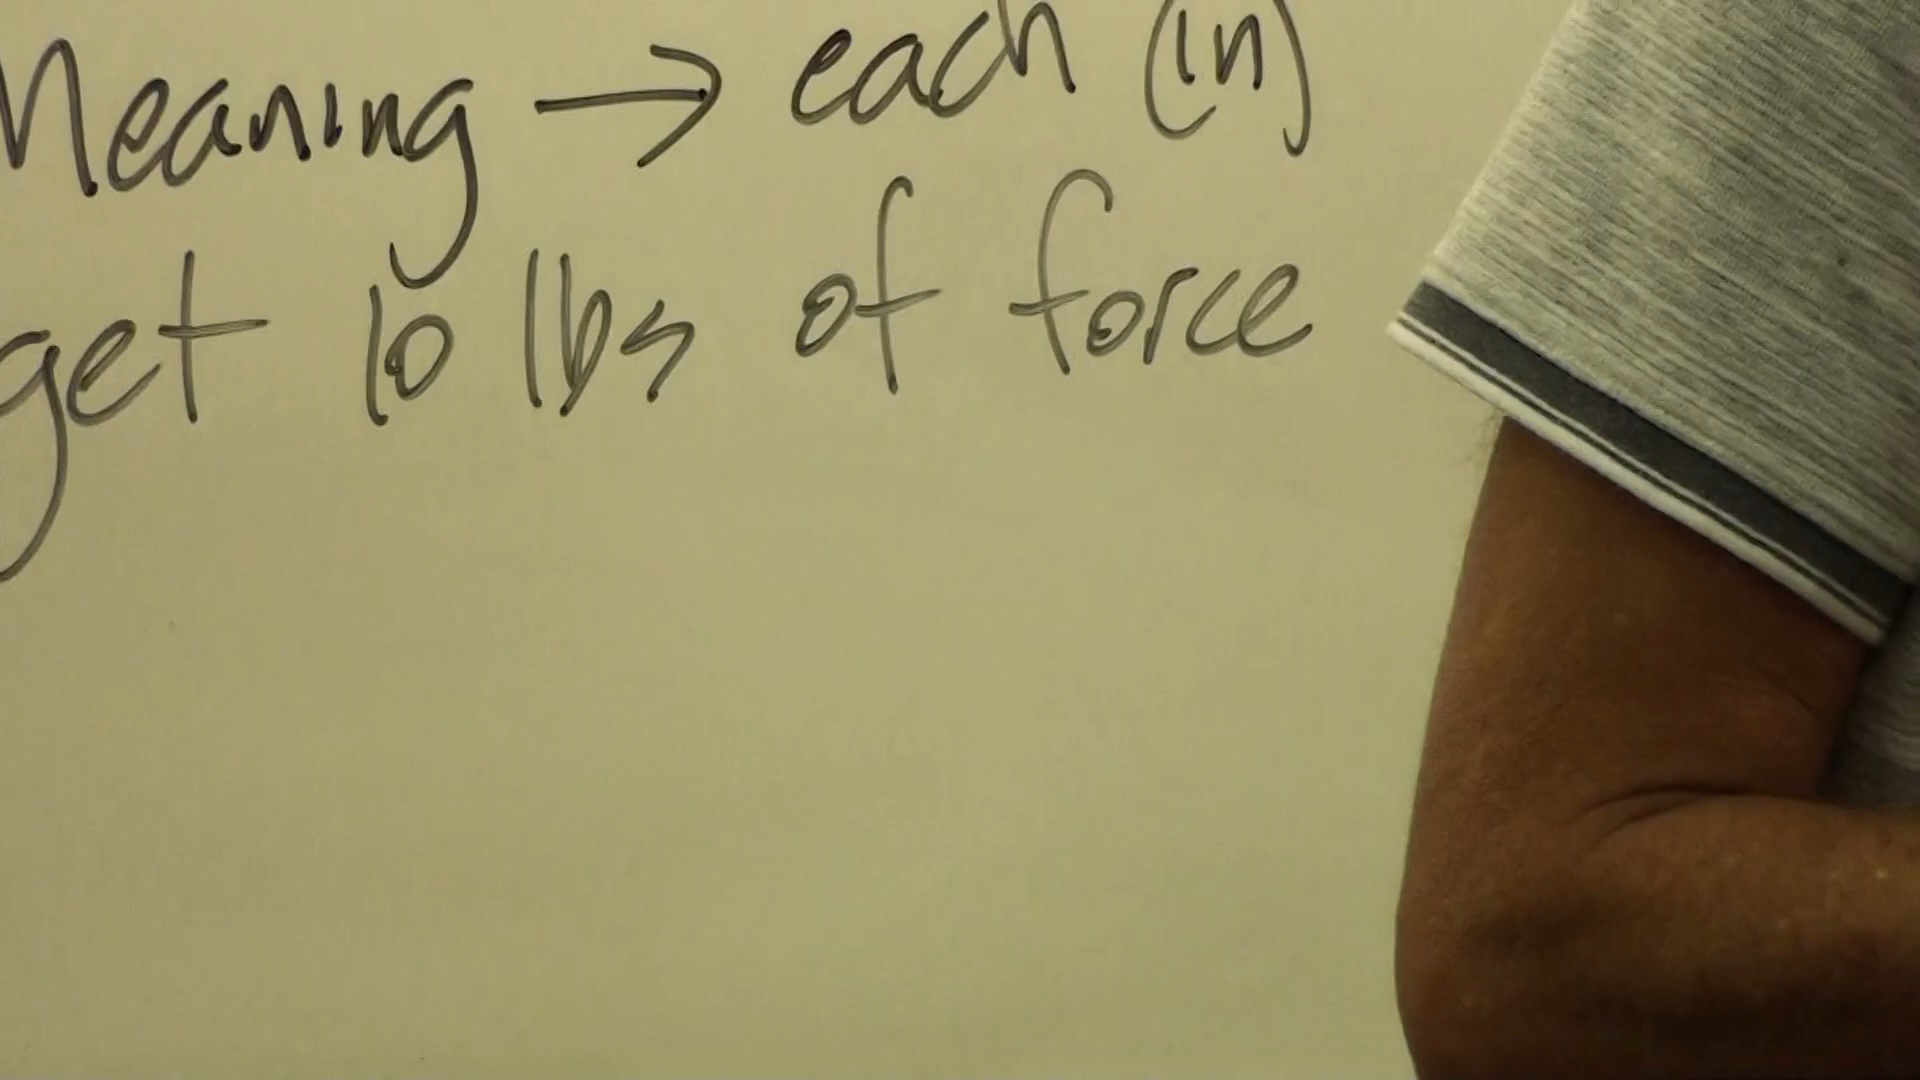 Meaning → each (in)
get 10 lbs of force